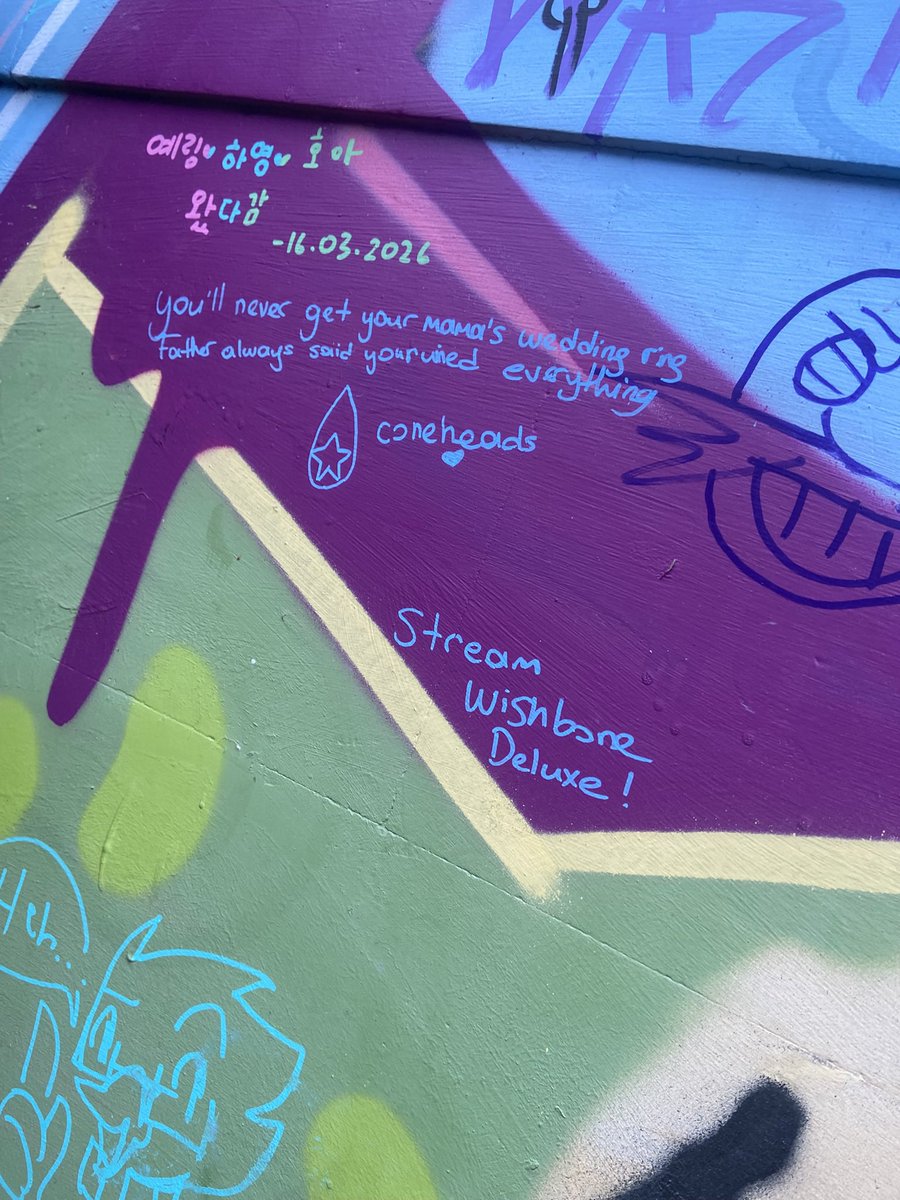 예림♥하영♥호아
왔다감
-16.03.2026
you'll never get your mama's wedding ring
Father always said you ruined everything
coneheads
Stream
Wishbone
Deluxe!